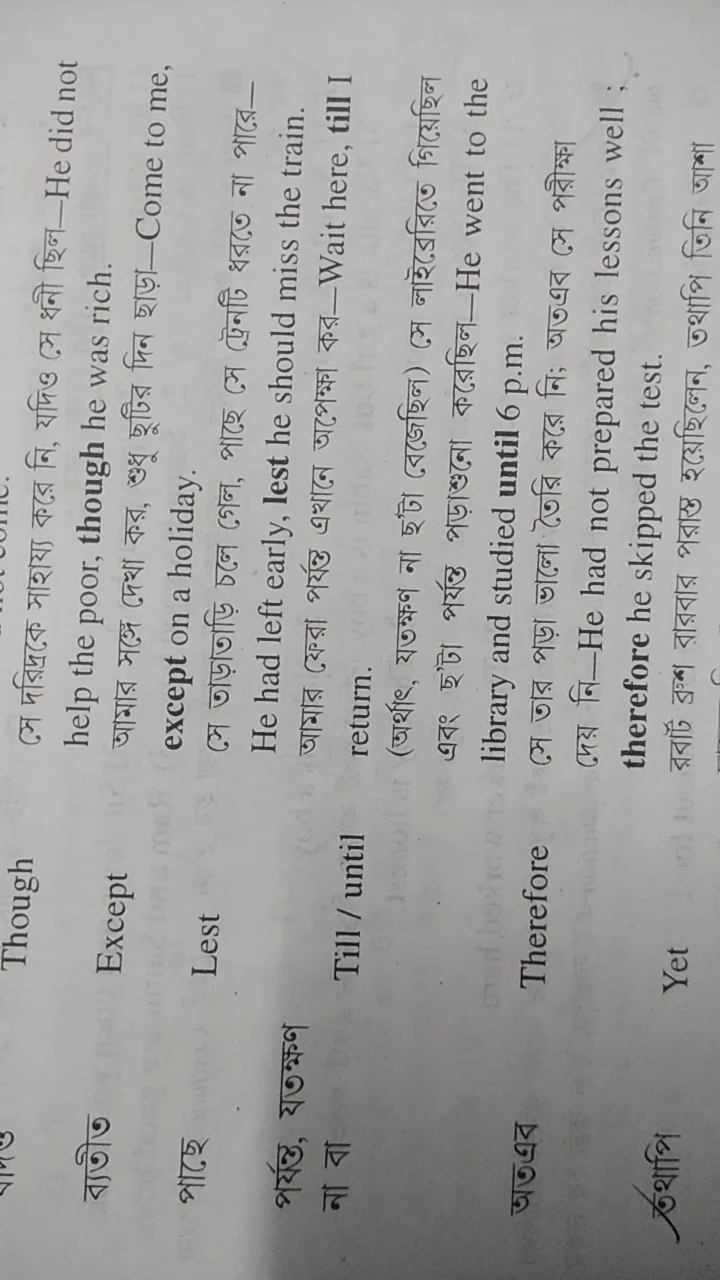 যদিও Though সে দরিদ্রকে সাহায্য করে নি, যদিও সে ধনী ছিল—He did not
help the poor, though he was rich.
ব্যতীত Except আমার সঙ্গে দেখা কর, শুধু ছুটির দিন ছাড়া—Come to me,
except on a holiday.
পাছে Lest সে তাড়াতাড়ি চলে গেল, পাছে সে ট্রেনটি ধরতে না পারে—
He had left early, lest he should miss the train.
পর্যন্ত, যতক্ষণ আমার ফেরা পর্যন্ত এখানে অপেক্ষা কর—Wait here, till I
না বা Till / until return.
(অর্থাৎ, যতক্ষণ না ছ'টা বেজেছিল) সে লাইব্রেরিতে গিয়েছিল
এবং ছ'টা পর্যন্ত পড়াশুনো করেছিল—He went to the
library and studied until 6 p.m.
অতএব Therefore সে তার পড়া ভালো তৈরি করে নি; অতএব সে পরীক্ষা
দেয় নি—He had not prepared his lessons well ;
therefore he skipped the test.
তথাপি Yet রবার্ট ব্রুশ বারবার পরাস্ত হয়েছিলেন, তথাপি তিনি আশা